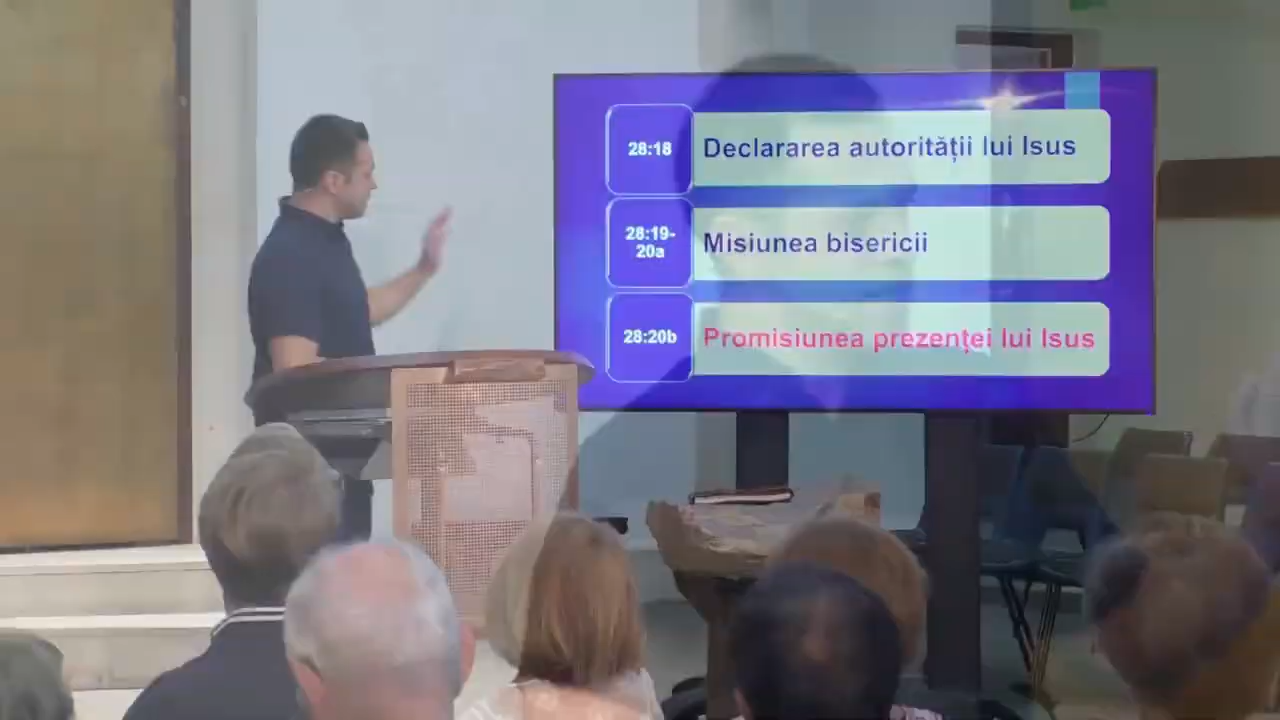 28:18
Declararea autorității lui Isus
28:19-
20a
Misiunea bisericii
28:20b
Promisiunea prezenței lui Isus